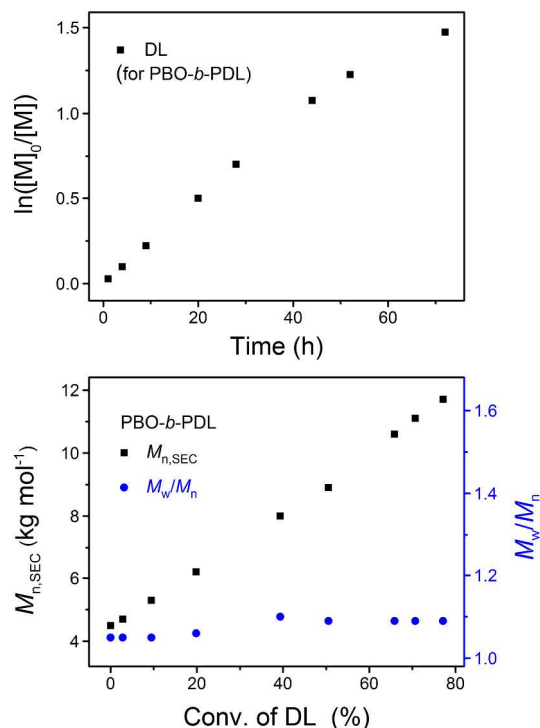 1.5
1.0
0.5
0.0
ln([M]₀/[M])
DL
(for PBO-b-PDL)
0 20 40 60
Time (h)
12
10
8
6
4
Mn,SEC (kg mol⁻¹)
PBO-b-PDL
Mn,SEC
Mw/Mn
1.6
1.4
1.2
1.1
1.0
Mw/Mn
0 20 40 60 80
Conv. of DL (%)